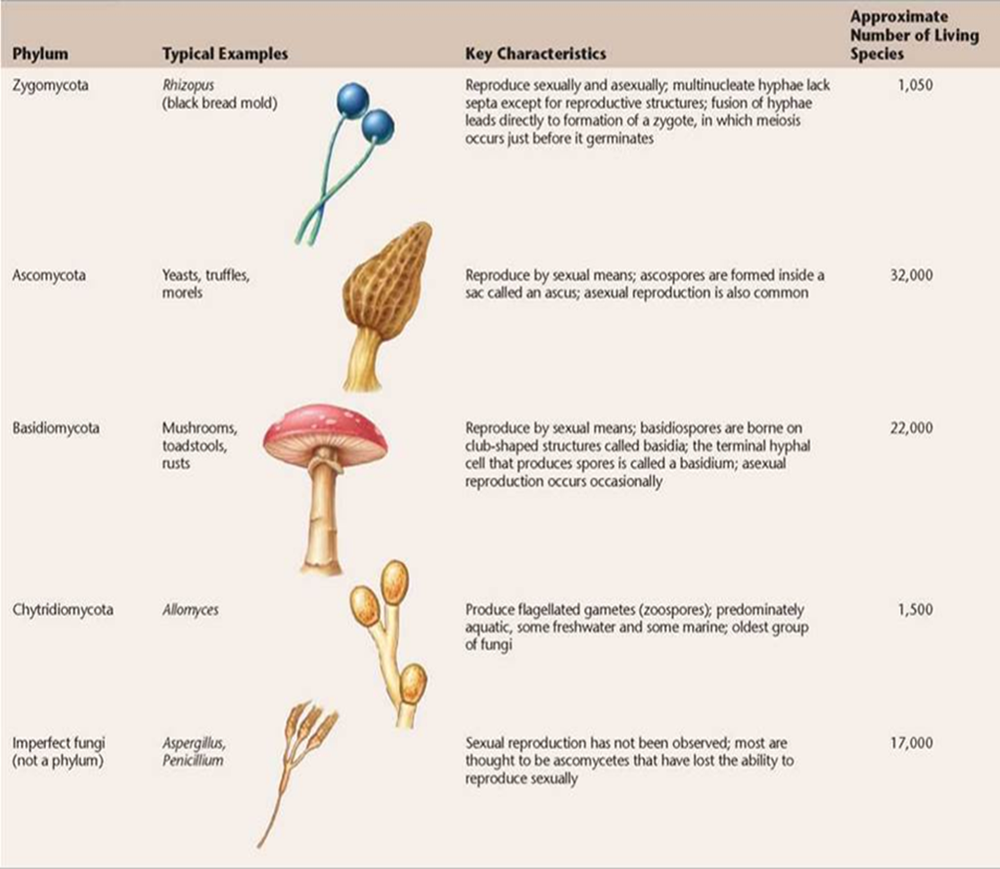 Phylum
Typical Examples
Key Characteristics
Approximate
Number of Living
Species
Zygomycota
Rhizopus
(black bread mold)
Reproduce sexually and asexually; multinucleate hyphae lack
septa except for reproductive structures; fusion of hyphae
leads directly to formation of a zygote, in which meiosis
occurs just before it germinates
1,050
Ascomycota
Yeasts, truffles,
morels
Reproduce by sexual means; ascospores are formed inside a
sac called an ascus; asexual reproduction is also common
32,000
Basidiomycota
Mushrooms,
toadstools,
rusts
Reproduce by sexual means; basidiospores are borne on
club-shaped structures called basidia; the terminal hyphal
cell that produces spores is called a basidium; asexual
reproduction occurs occasionally
22,000
Chytridiomycota
Allomyces
Produce flagellated gametes (zoospores); predominately
aquatic, some freshwater and some marine; oldest group
of fungi
1,500
Imperfect fungi
(not a phylum)
Aspergillus,
Penicillium
Sexual reproduction has not been observed; most are
thought to be ascomycetes that have lost the ability to
reproduce sexually
17,000